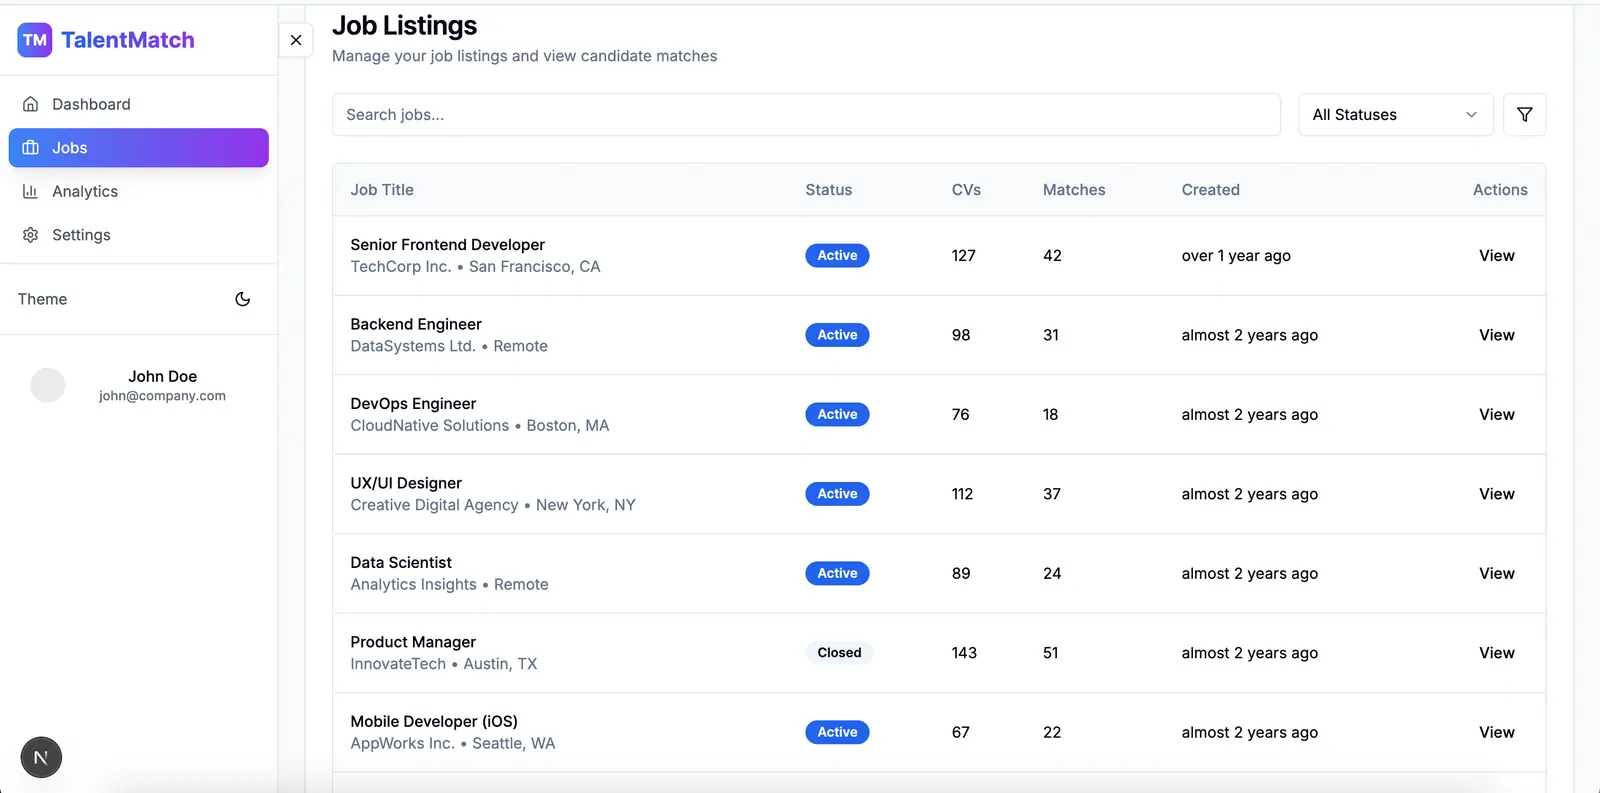 TM TalentMatch
Dashboard
Jobs
Analytics
Settings
Theme
John Doe
john@company.com
N
Job Listings
Manage your job listings and view candidate matches
Search jobs...
All Statuses
Job Title Status CVs Matches Created Actions
Senior Frontend Developer
TechCorp Inc. • San Francisco, CA
Active 127 42 over 1 year ago View
Backend Engineer
DataSystems Ltd. • Remote
Active 98 31 almost 2 years ago View
DevOps Engineer
CloudNative Solutions • Boston, MA
Active 76 18 almost 2 years ago View
UX/UI Designer
Creative Digital Agency • New York, NY
Active 112 37 almost 2 years ago View
Data Scientist
Analytics Insights • Remote
Active 89 24 almost 2 years ago View
Product Manager
InnovateTech • Austin, TX
Closed 143 51 almost 2 years ago View
Mobile Developer (iOS)
AppWorks Inc. • Seattle, WA
Active 67 22 almost 2 years ago View